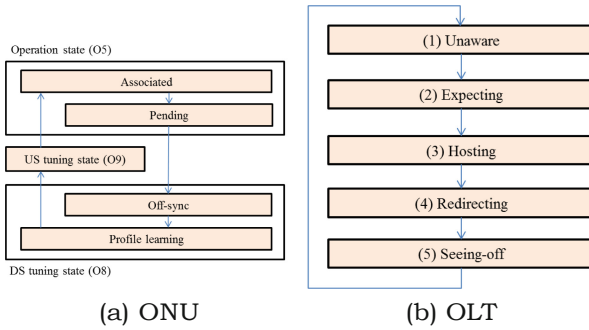 Operation state (O5)
Associated
Pending
US tuning state (O9)
Off-sync
Profile learning
DS tuning state (O8)
(a) ONU
(1) Unaware
(2) Expecting
(3) Hosting
(4) Redirecting
(5) Seeing-off
(b) OLT